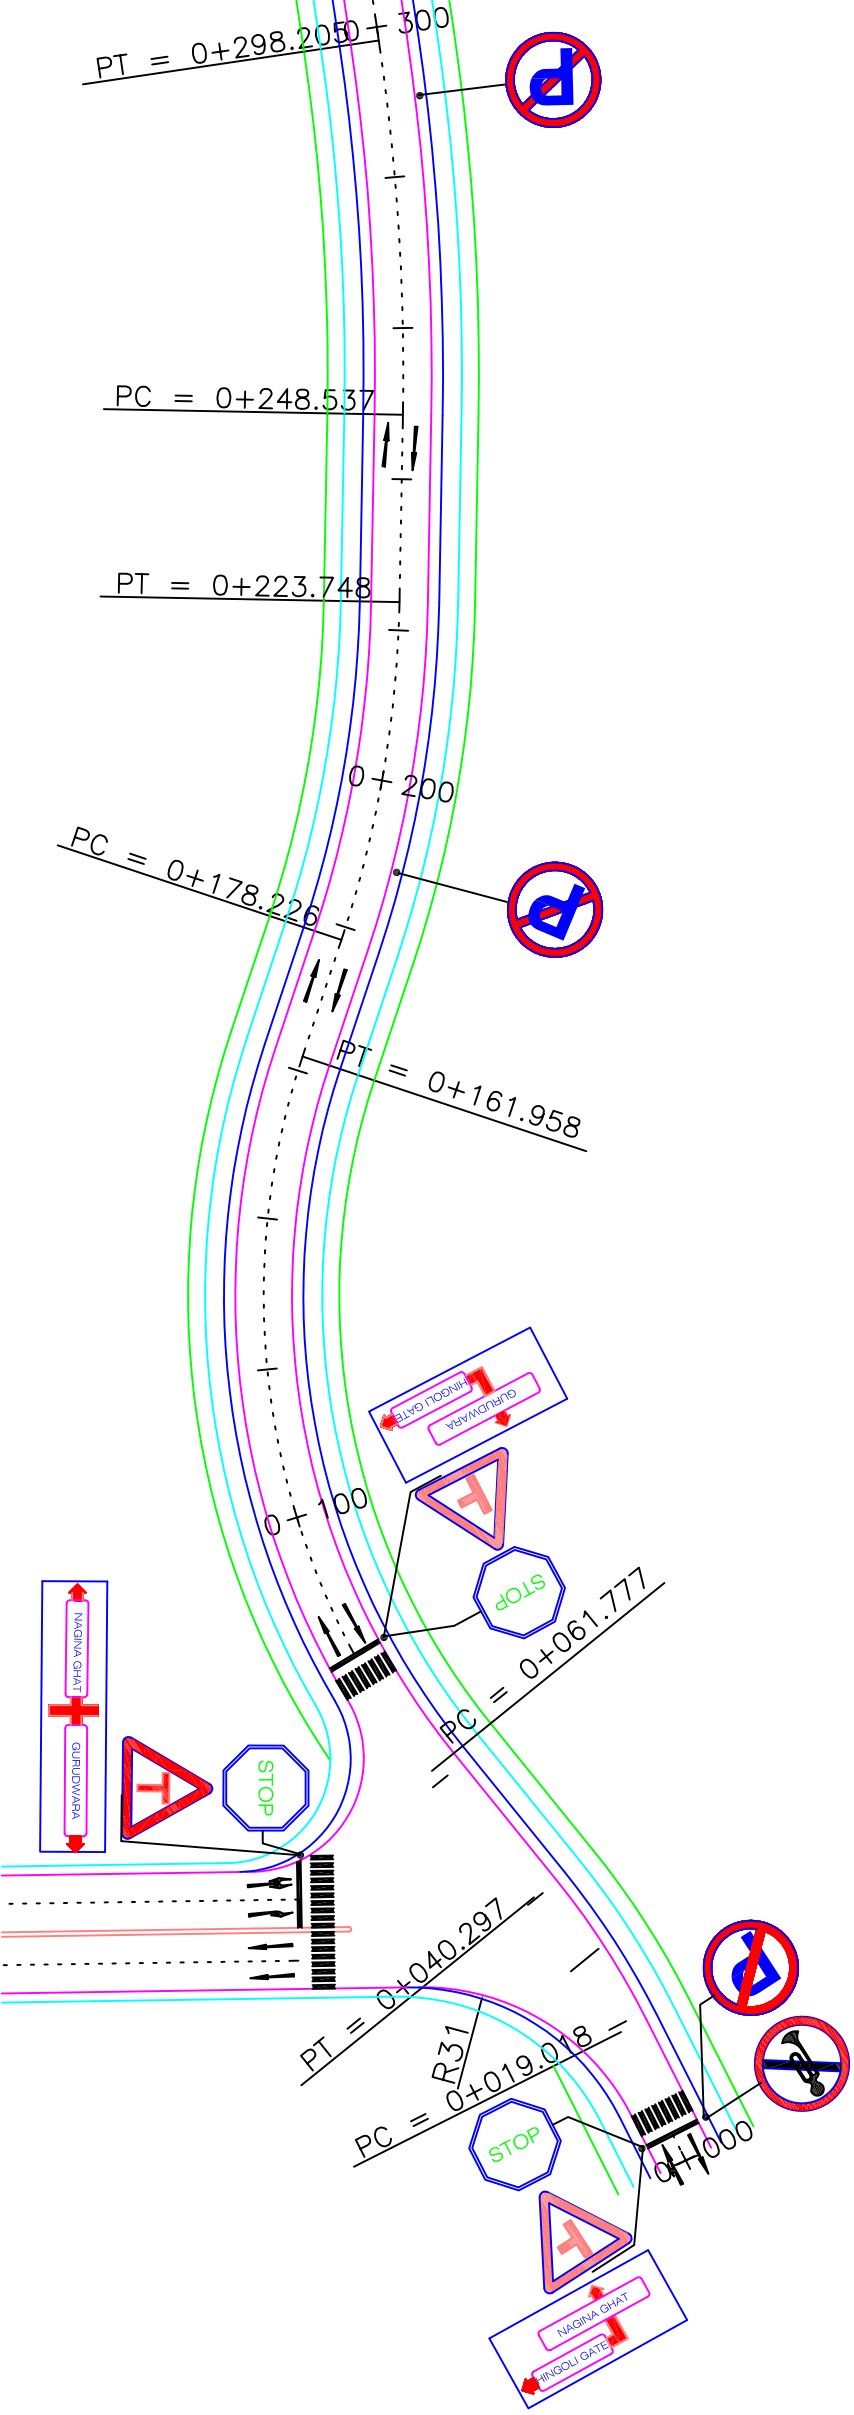 0+300
PT = 0+298.205
P
PC = 0+248.537
PT = 0+223.748
0+200
PC = 0+178.226
P
PT = 0+161.958
HINGOLI GATE
GURUDWARA
0+100
STOP
PC = 0+061.777
NAGINA GHAT
GURUDWARA
STOP
PT = 0+040.297
R31
PC = 0+019.018
P
STOP
0+000
NAGINA GHAT
HINGOLI GATE